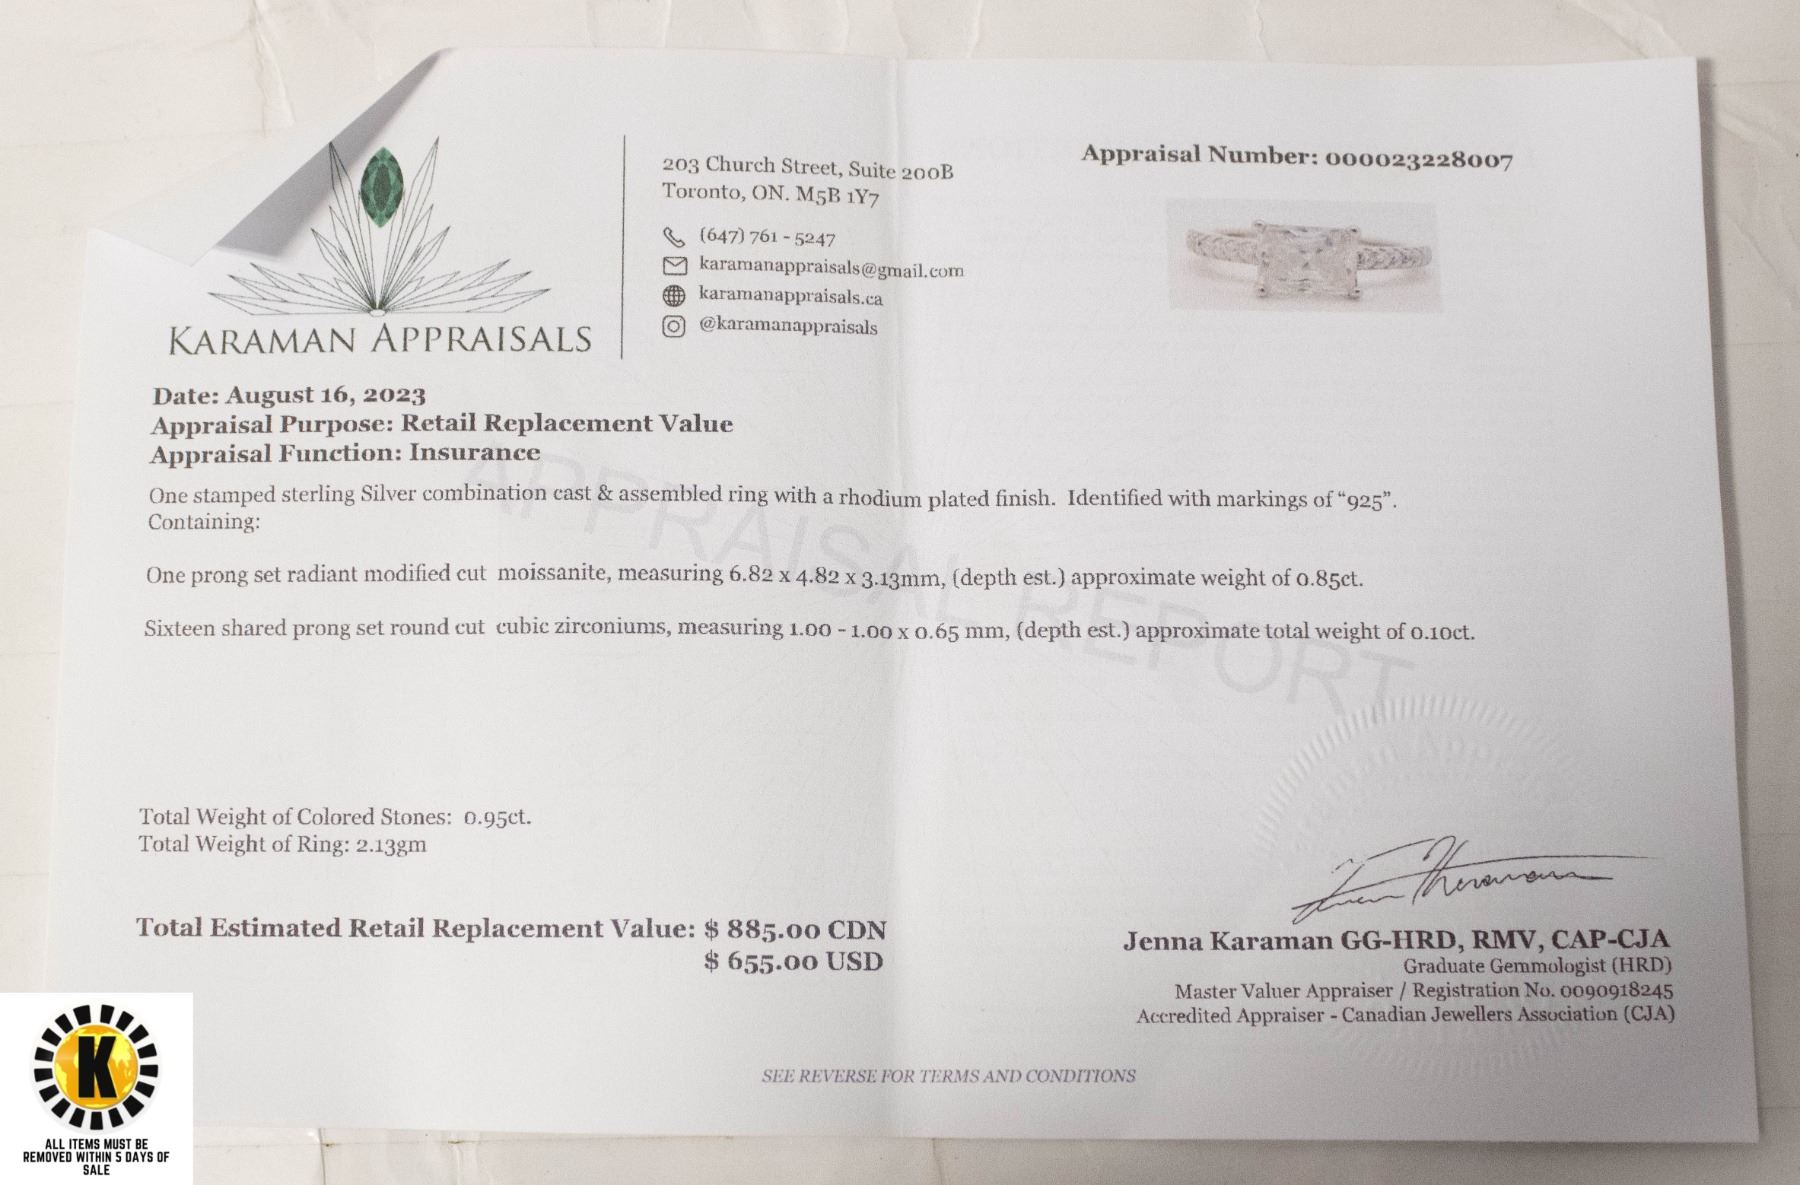 KARAMAN APPRAISALS
203 Church Street, Suite 200B
Toronto, ON. M5B 1Y7
(647) 761 - 5247
karamanappraisals@gmail.com
karamanappraisals.ca
@karamanappraisals
Appraisal Number: 000023228007
Date: August 16, 2023
Appraisal Purpose: Retail Replacement Value
Appraisal Function: Insurance
One stamped sterling Silver combination cast & assembled ring with a rhodium plated finish. Identified with markings of “925”.
Containing:
One prong set radiant modified cut moissanite, measuring 6.82 x 4.82 x 3.13mm, (depth est.) approximate weight of 0.85ct.
Sixteen shared prong set round cut cubic zirconiums, measuring 1.00 - 1.00 x 0.65 mm, (depth est.) approximate total weight of 0.10ct.
APPRAISAL REPORT
Total Weight of Colored Stones: 0.95ct.
Total Weight of Ring: 2.13gm
Total Estimated Retail Replacement Value: $ 885.00 CDN
$ 655.00 USD
Jenna Karaman GG-HRD, RMV, CAP-CJA
Graduate Gemmologist (HRD)
Master Valuer Appraiser / Registration No. 0090918245
Accredited Appraiser - Canadian Jewellers Association (CJA)
SEE REVERSE FOR TERMS AND CONDITIONS
K
ALL ITEMS MUST BE
REMOVED WITHIN 5 DAYS OF
SALE